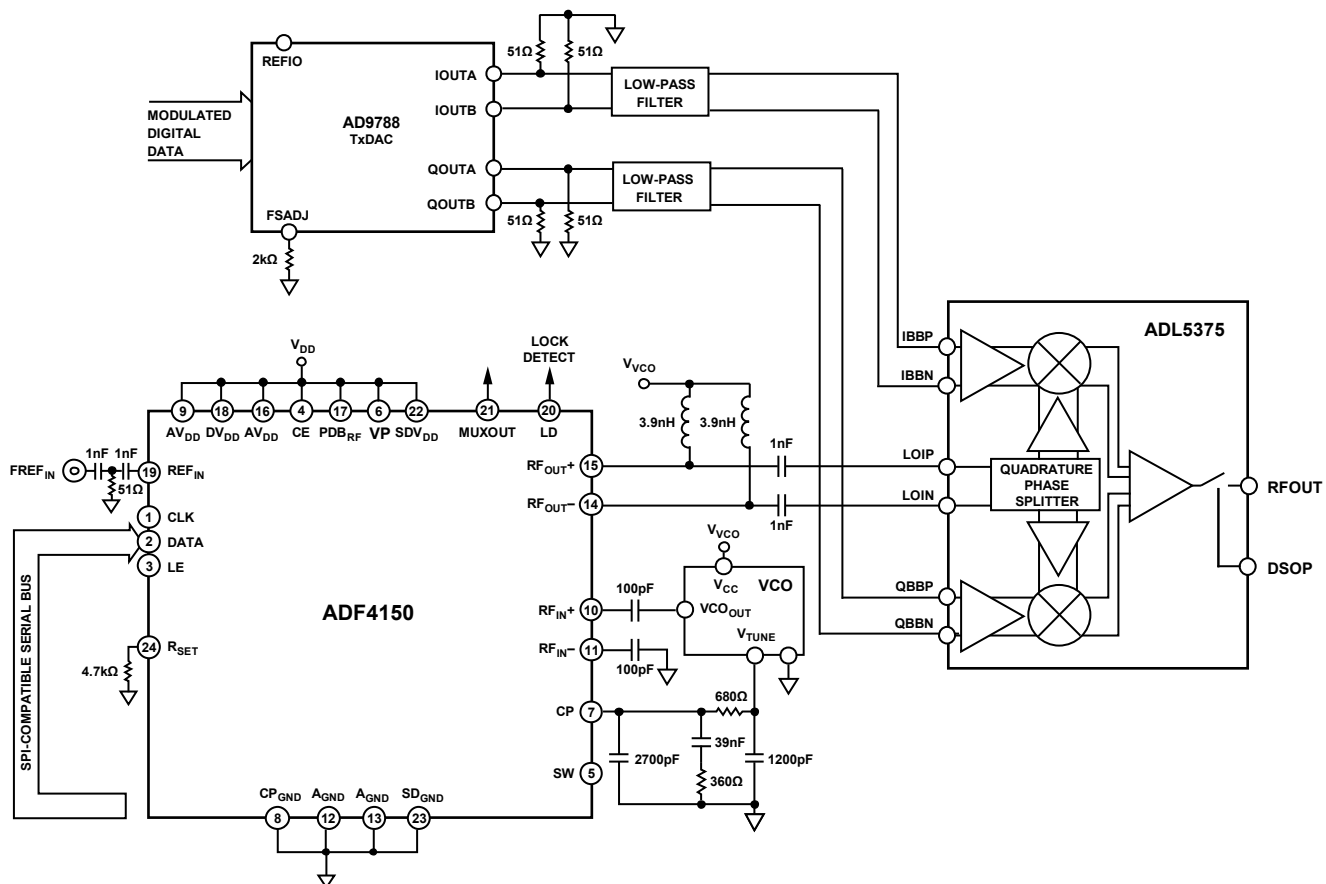 REFIO
MODULATED
DIGITAL
DATA
AD9788
TxDAC
IOUTA
IOUTB
QOUTA
QOUTB
FSADJ
2kΩ
51Ω
51Ω
LOW-PASS
FILTER
LOW-PASS
FILTER
51Ω
51Ω
ADL5375
IBBP
IBBN
LOIP
LOIN
QUADRATURE
PHASE
SPLITTER
QBBP
QBBN
RFOUT
DSOP
VDD
LOCK
DETECT
9
18
16
4
17
6
22
21
20
AVDD
DVDD
AVDD
CE
PDBRF
VP
SDVDD
MUXOUT
LD
VVCO
3.9nH
3.9nH
1nF
1nF
FREFIN
1nF
1nF
51Ω
19
REFIN
1
CLK
2
DATA
3
LE
24
RSET
4.7kΩ
SPI-COMPATIBLE SERIAL BUS
ADF4150
RFOUT+
15
RFOUT−
14
RFIN+
10
RFIN−
11
CP
7
SW
5
100pF
100pF
VVCO
VCC
VCO
VCOOUT
VTUNE
680Ω
39nF
2700pF
1200pF
360Ω
CPGND
AGND
AGND
SDGND
8
12
13
23